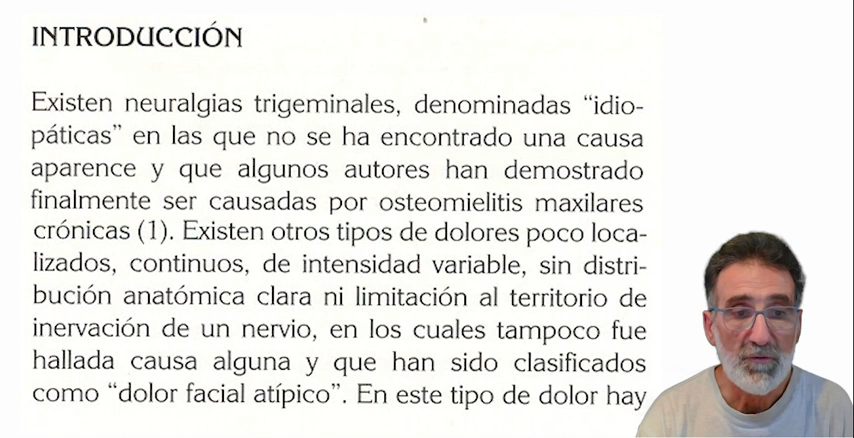 INTRODUCCIÓN
Existen neuralgias trigeminales, denominadas “idio-
páticas” en las que no se ha encontrado una causa
aparence y que algunos autores han demostrado
finalmente ser causadas por osteomielitis maxilares
crónicas (1). Existen otros tipos de dolores poco loca-
lizados, continuos, de intensidad variable, sin distri-
bución anatómica clara ni limitación al territorio de
inervación de un nervio, en los cuales tampoco fue
hallada causa alguna y que han sido clasificados
como “dolor facial atípico”. En este tipo de dolor hay